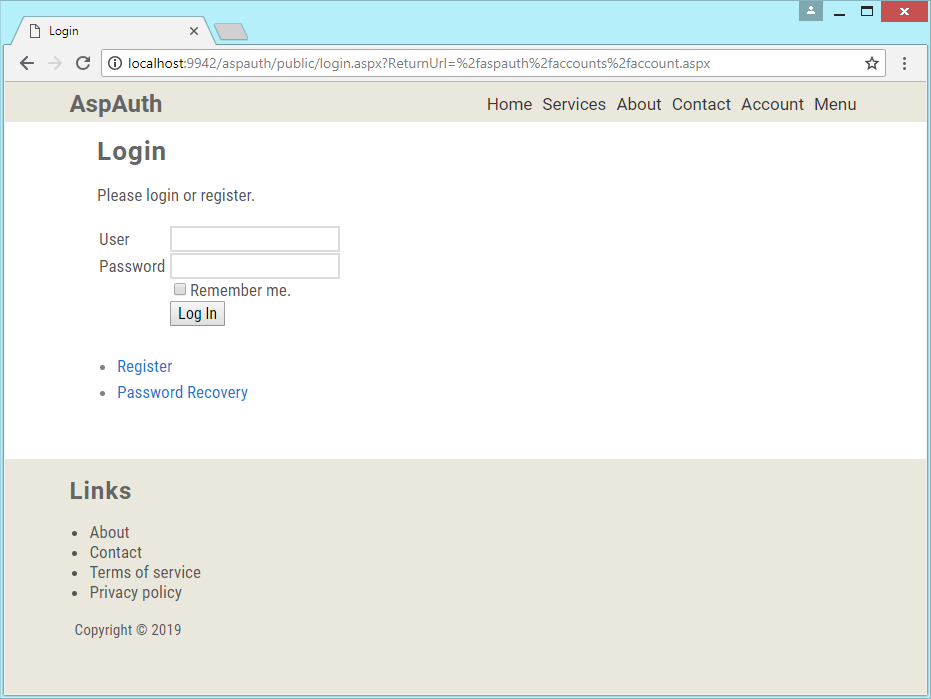 Login
localhost:9942/aspauth/public/login.aspx?ReturnUrl=%2faspauth%2faccounts%2faccount.aspx
AspAuth Home Services About Contact Account Menu
Login
Please login or register.
User
Password
Remember me.
Log In
Register
Password Recovery
Links
About
Contact
Terms of service
Privacy policy
Copyright © 2019